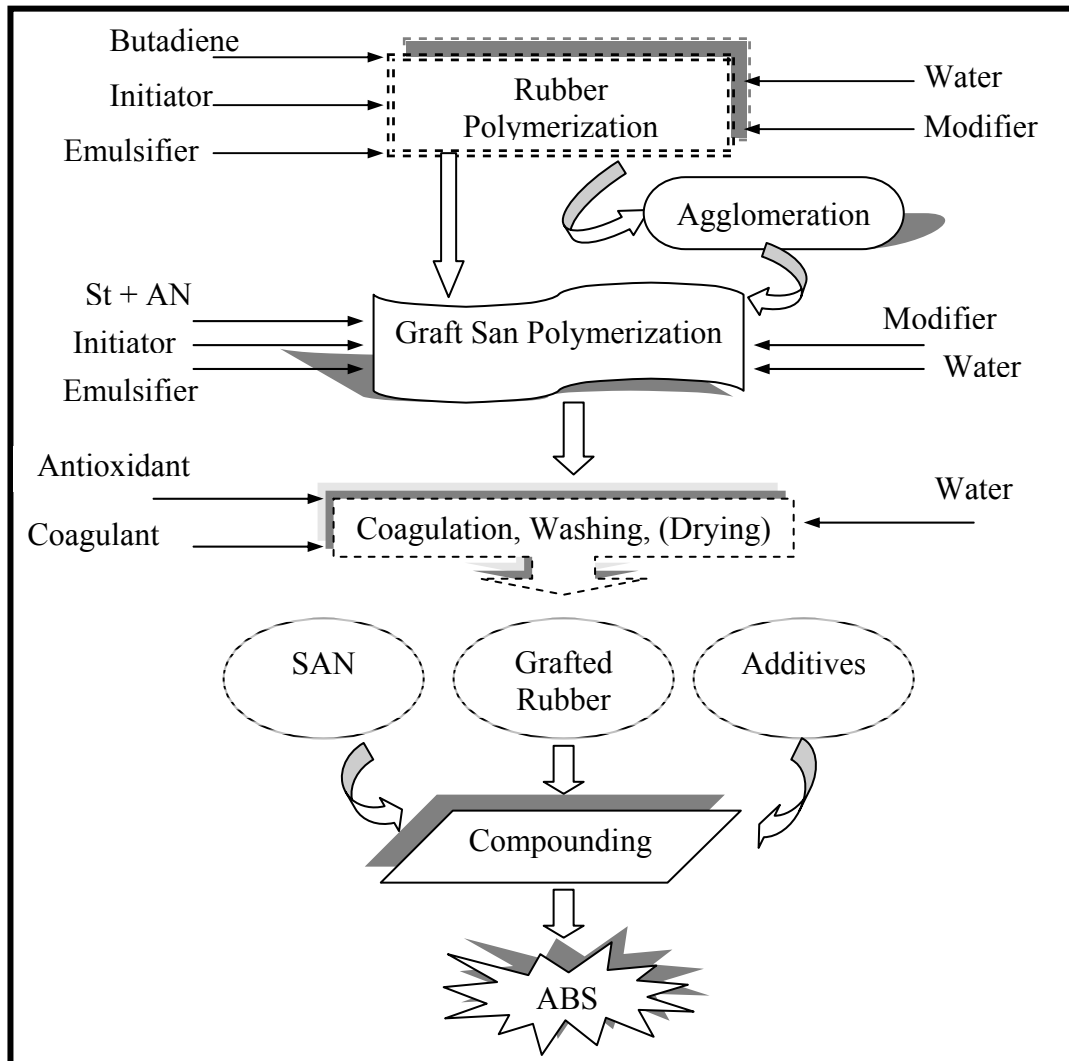 Butadiene
Initiator
Emulsifier
Rubber
Polymerization
Water
Modifier
Agglomeration
St + AN
Initiator
Emulsifier
Graft San Polymerization
Modifier
Water
Antioxidant
Coagulant
Coagulation, Washing, (Drying)
Water
SAN
Grafted
Rubber
Additives
Compounding
ABS